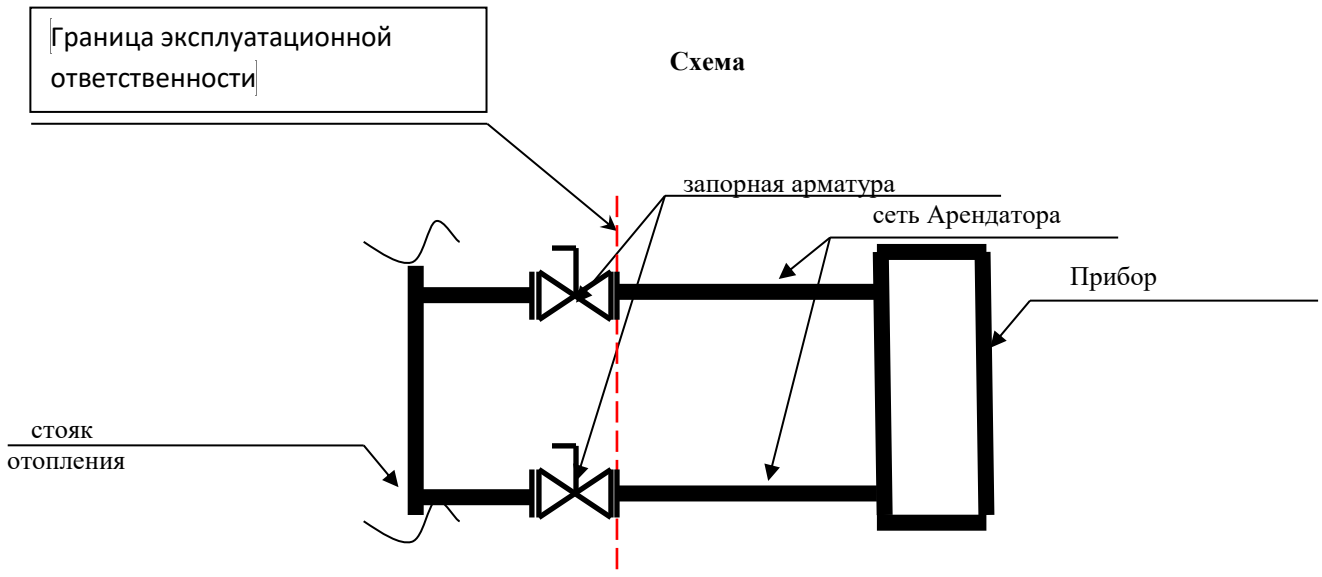 Граница эксплуатационной
ответственности
Схема
запорная арматура
сеть Арендатора
Прибор
стояк
отопления